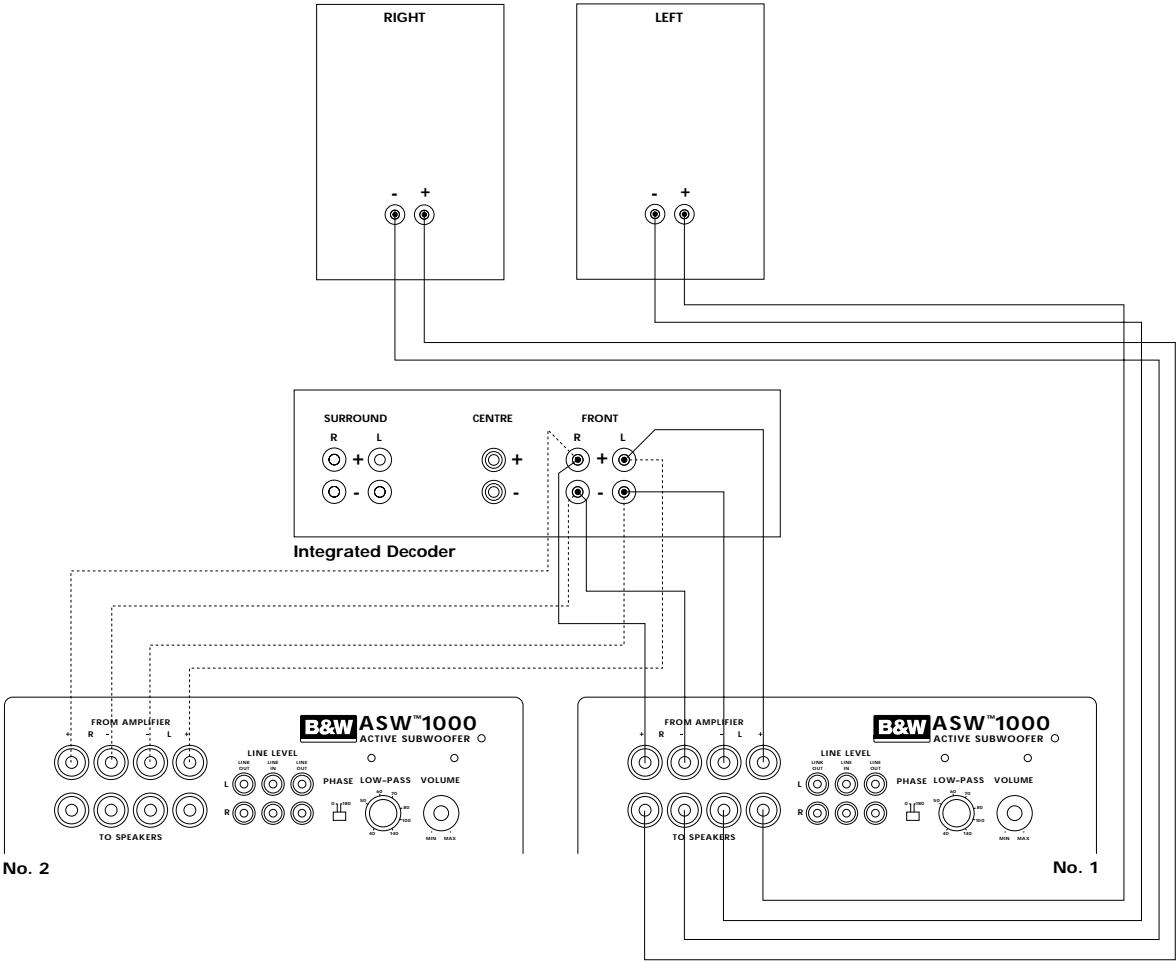 RIGHT
LEFT
- +
- +
SURROUND
CENTRE
FRONT
R L
R L
+
+
+
-
-
-
Integrated Decoder
FROM AMPLIFIER
+ R - - L +
B&W ASW™1000
ACTIVE SUBWOOFER
LINE LEVEL
LINK OUT
LINE IN
LINE OUT
L
R
PHASE
0 180
LOW–PASS
40 50 60 70 80 100 140
VOLUME
MIN MAX
TO SPEAKERS
No. 2
FROM AMPLIFIER
+ R - - L +
B&W ASW™1000
ACTIVE SUBWOOFER
LINE LEVEL
LINK OUT
LINE IN
LINE OUT
L
R
PHASE
0 180
LOW–PASS
40 50 60 70 80 100 140
VOLUME
MIN MAX
TO SPEAKERS
No. 1